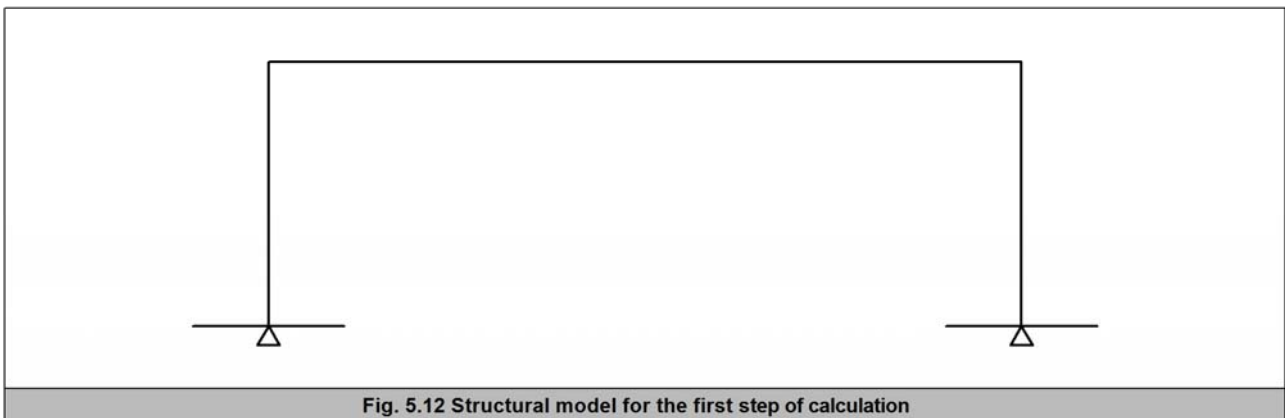 Fig. 5.12 Structural model for the first step of calculation